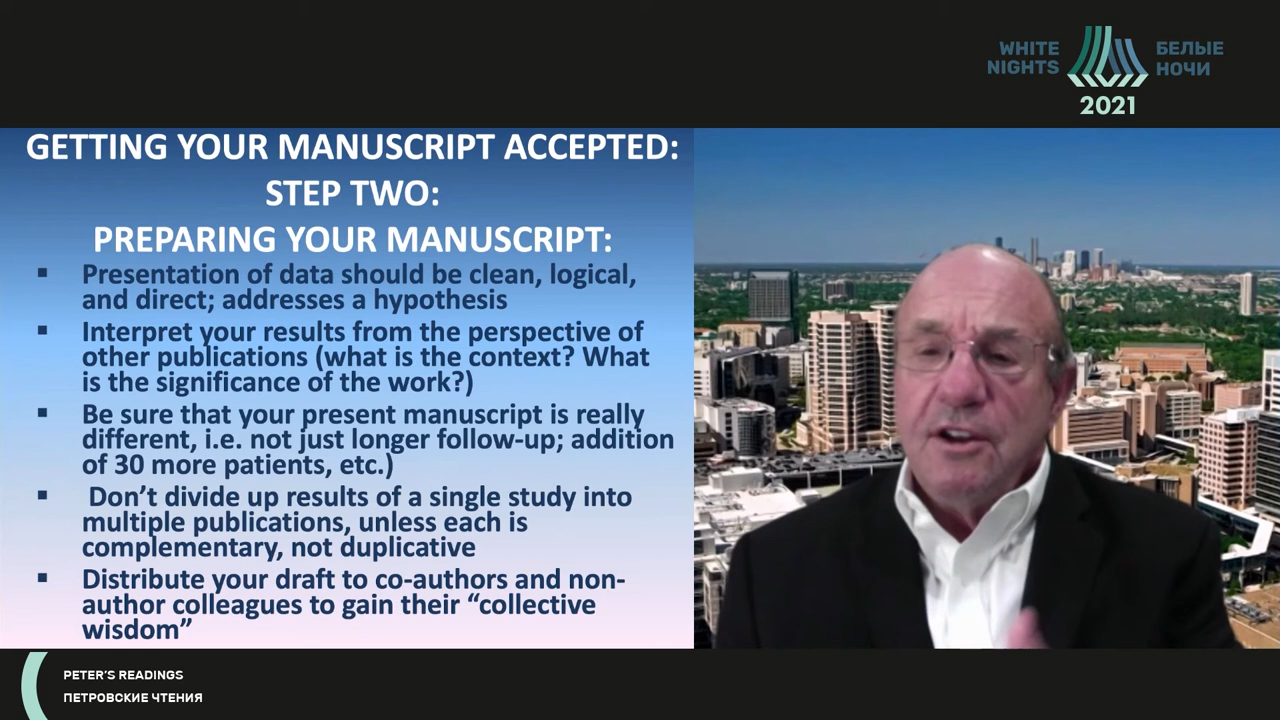 WHITE
NIGHTS
БЕЛЫЕ
НОЧИ
2021
GETTING YOUR MANUSCRIPT ACCEPTED:
STEP TWO:
PREPARING YOUR MANUSCRIPT:
▪ Presentation of data should be clean, logical,
and direct; addresses a hypothesis
▪ Interpret your results from the perspective of
other publications (what is the context? What
is the significance of the work?)
▪ Be sure that your present manuscript is really
different, i.e. not just longer follow-up; addition
of 30 more patients, etc.)
▪ Don’t divide up results of a single study into
multiple publications, unless each is
complementary, not duplicative
▪ Distribute your draft to co-authors and non-
author colleagues to gain their “collective
wisdom”
PETER’S READINGS
ПЕТРОВСКИЕ ЧТЕНИЯ